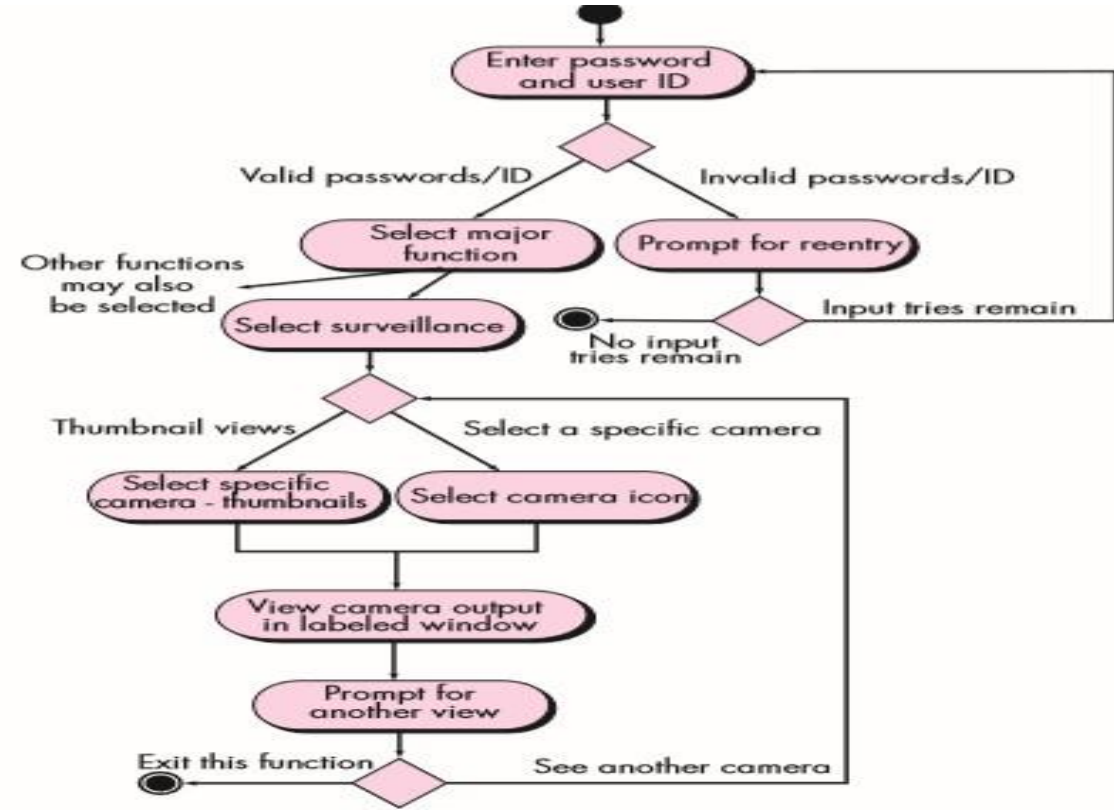 Enter password
and user ID
Valid passwords/ID
Invalid passwords/ID
Select major
function
Prompt for reentry
Other functions
may also
be selected
Select surveillance
Input tries remain
No input
tries remain
Thumbnail views
Select a specific camera
Select specific
camera - thumbnails
Select camera icon
View camera output
in labeled window
Prompt for
another view
Exit this function
See another camera